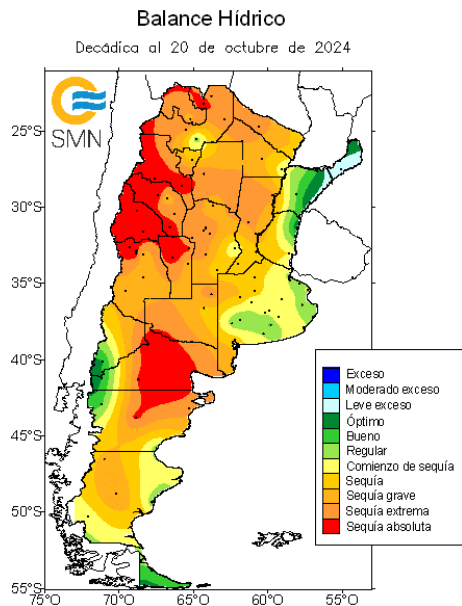 Balance Hídrico
Decádica al 20 de octubre de 2024
SMN
25°S
30°S
35°S
40°S
45°S
50°S
55°S
75°O
70°O
65°O
60°O
55°O
Exceso
Moderado exceso
Leve exceso
Óptimo
Bueno
Regular
Comienzo de sequía
Sequía
Sequía grave
Sequía extrema
Sequía absoluta